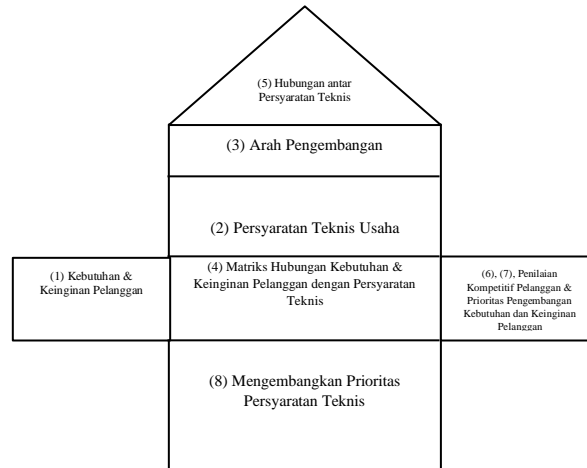 (5) Hubungan antar
Persyaratan Teknis
(3) Arah Pengembangan
(2) Persyaratan Teknis Usaha
(1) Kebutuhan &
Keinginan Pelanggan
(4) Matriks Hubungan Kebutuhan &
Keinginan Pelanggan dengan Persyaratan
Teknis
(6), (7), Penilaian
Kompetitif Pelanggan &
Prioritas Pengembangan
Kebutuhan dan Keinginan
Pelanggan
(8) Mengembangkan Prioritas
Persyaratan Teknis